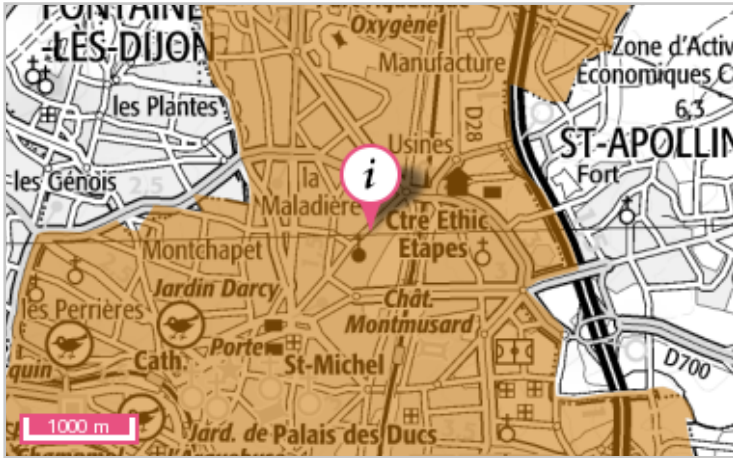 FONTAINE
-LÈS-DIJON
Oxygène
Manufacture
Zone d'Activ
Economiques C
les Plantes
D28
6,3
Usines
ST-APOLLIN
Fort
i
les Génois
2,5
la
Maladière
Ctre Ethic
Etapes
Montchapet
Jardin Darcy
Chât.
Montmusard
les Perrières
Porte
quin
Cath.
St-Michel
D700
1000 m
Jard. de Palais des Ducs